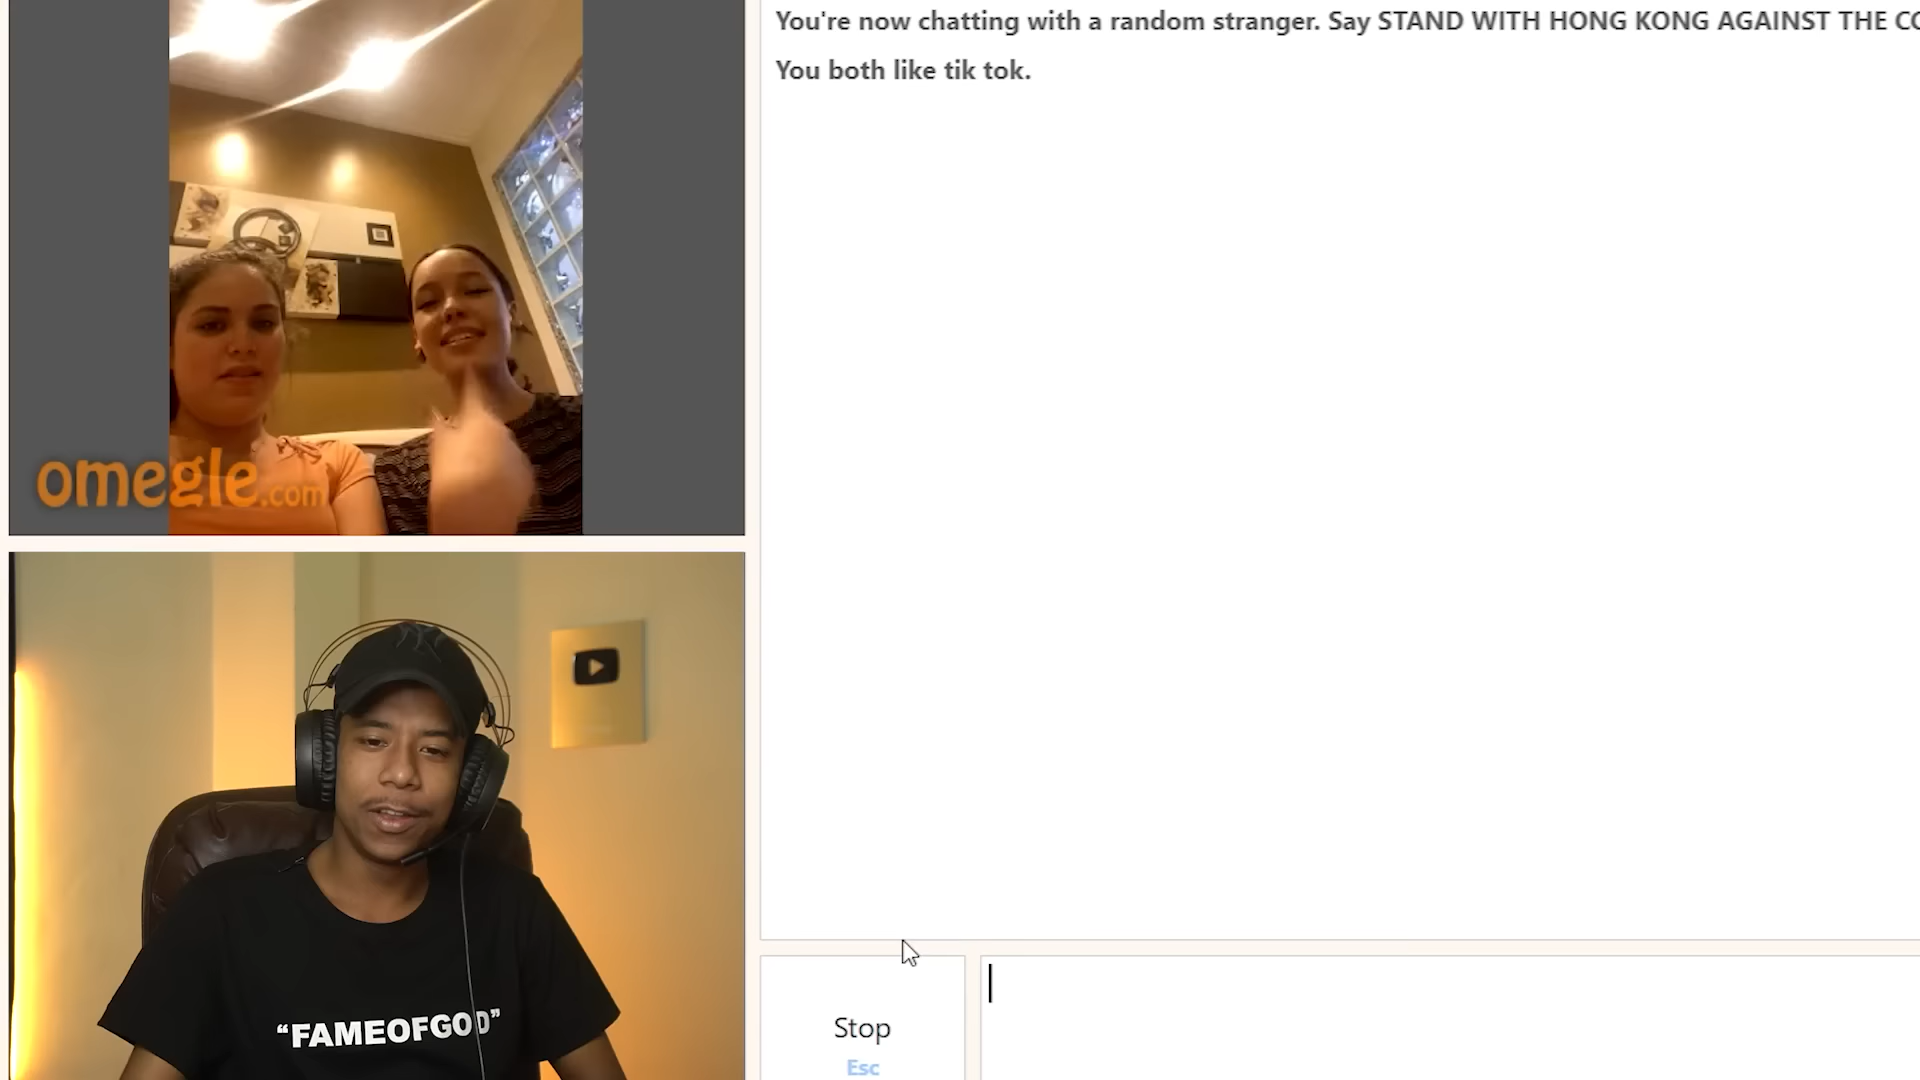 You're now chatting with a random stranger. Say STAND WITH HONG KONG AGAINST THE CC
You both like tik tok.
omegle.com
"FAMEOFGOD"
Stop
Esc